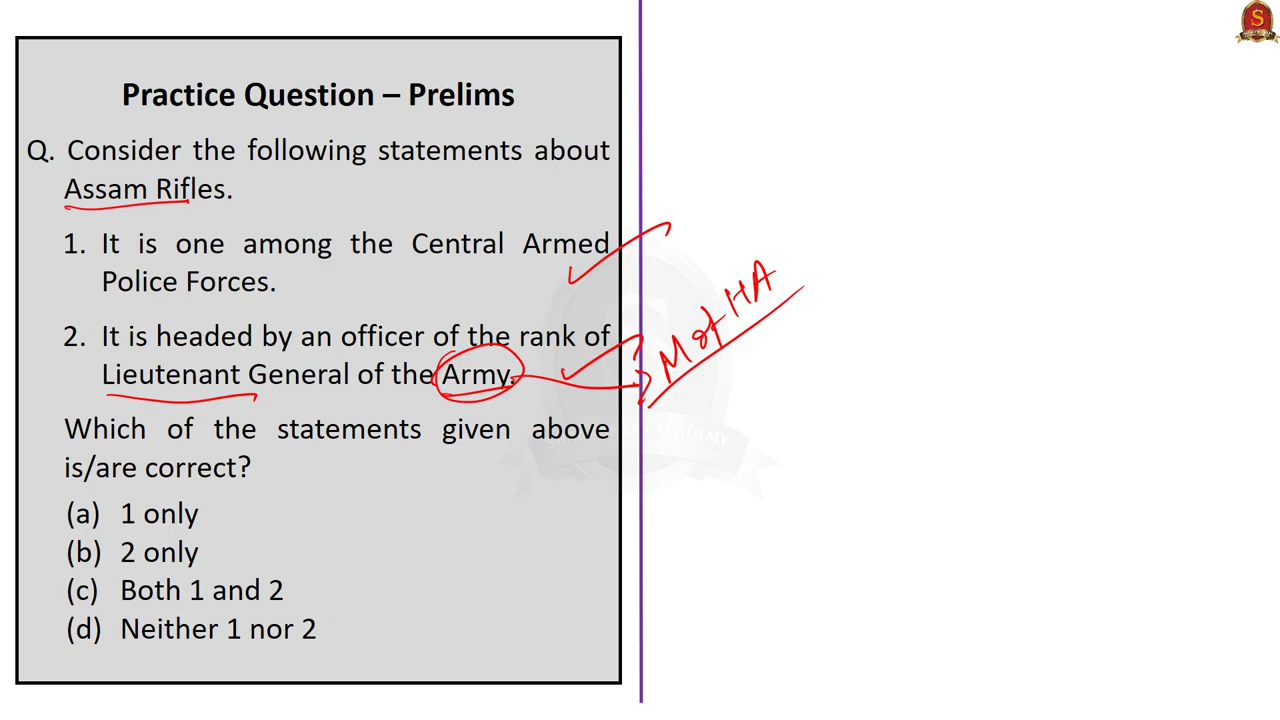 Practice Question – Prelims
Q. Consider the following statements about
Assam Rifles.
1. It is one among the Central Armed
Police Forces.
2. It is headed by an officer of the rank of
Lieutenant General of the Army.
Which of the statements given above
is/are correct?
(a) 1 only
(b) 2 only
(c) Both 1 and 2
(d) Neither 1 nor 2
M of HA
S
ACADEMY